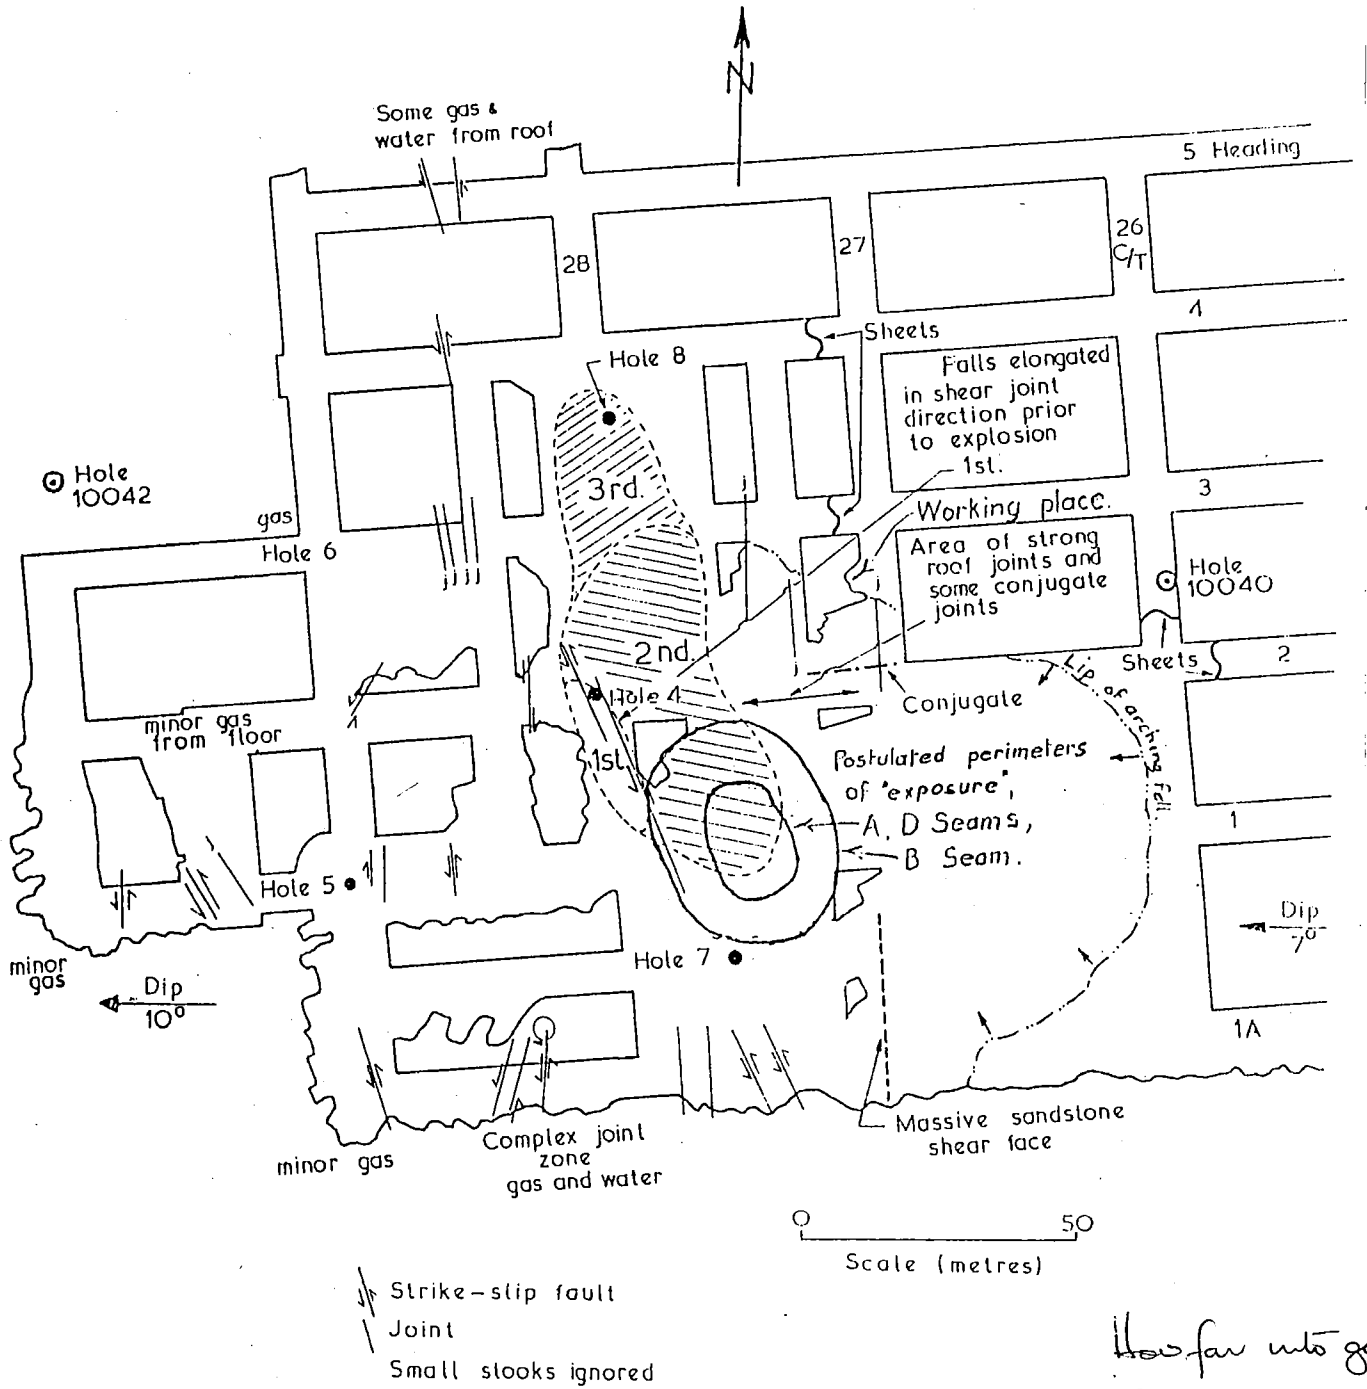 N
Some gas &
water from roof
5 Heading
28
27
26
C/T
4
Sheets
Hole 8
Falls elongated
in shear joint
direction prior
to explosion
1st.
3rd.
3
Hole
10042
gas
Hole 6
Working place.
Area of strong
roof joints and
some conjugate
joints
Hole
10040
2nd.
Hole 4
Sheets
2
Lip of arching fall.
Conjugate
minor gas
from floor
1st
Postulated perimeters
of "exposure",
A, D Seams,
B Seam.
1
Hole 5
Dip
7°
Hole 7
minor
gas
Dip
10°
1A
Massive sandstone
shear face
Complex joint
zone
gas and water
minor gas
0 50
Scale (metres)
Strike-slip fault
Joint
Small stooks ignored
How far into